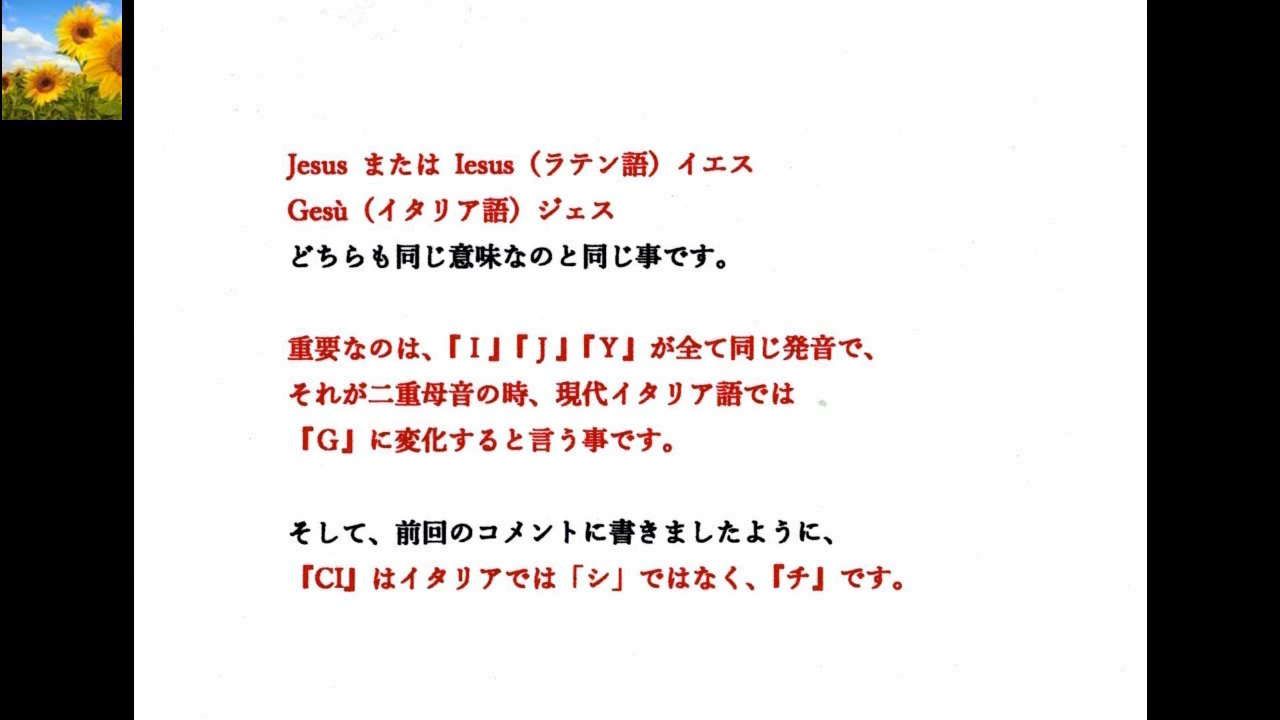 Jesus または Iesus（ラテン語）イエス
Gesù（イタリア語）ジェス
どちらも同じ意味なのと同じ事です。
重要なのは、『Ｉ』『Ｊ』『Ｙ』が全て同じ発音で、
それが二重母音の時、現代イタリア語では
『Ｇ』に変化すると言う事です。
そして、前回のコメントに書きましたように、
『CI』はイタリアでは「シ」ではなく、『チ』です。